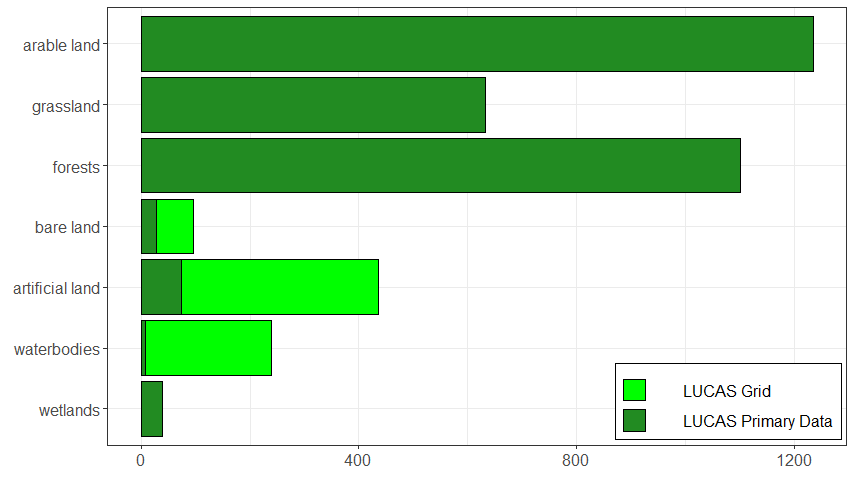 arable land
grassland
forests
bare land
artificial land
waterbodies
wetlands
LUCAS Grid
LUCAS Primary Data
0 400 800 1200